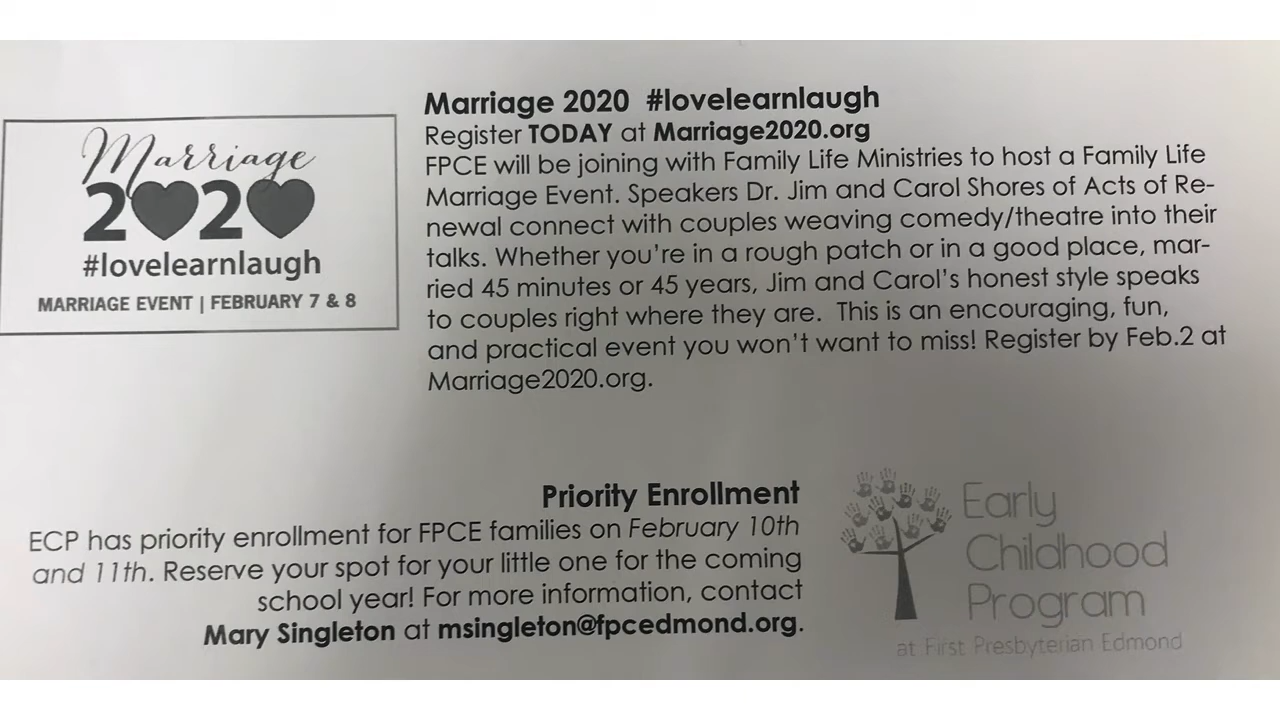 Marriage
2020
#lovelearnlaugh
MARRIAGE EVENT | FEBRUARY 7 & 8
Marriage 2020 #lovelearnlaugh
Register TODAY at Marriage2020.org
FPCE will be joining with Family Life Ministries to host a Family Life
Marriage Event. Speakers Dr. Jim and Carol Shores of Acts of Re-
newal connect with couples weaving comedy/theatre into their
talks. Whether you're in a rough patch or in a good place, mar-
ried 45 minutes or 45 years, Jim and Carol's honest style speaks
to couples right where they are. This is an encouraging, fun,
and practical event you won't want to miss! Register by Feb.2 at
Marriage2020.org.
Priority Enrollment
ECP has priority enrollment for FPCE families on February 10th
and 11th. Reserve your spot for your little one for the coming
school year! For more information, contact
Mary Singleton at msingleton@fpcedmond.org.
Early
Childhood
Program
at First Presbyterian Edmond